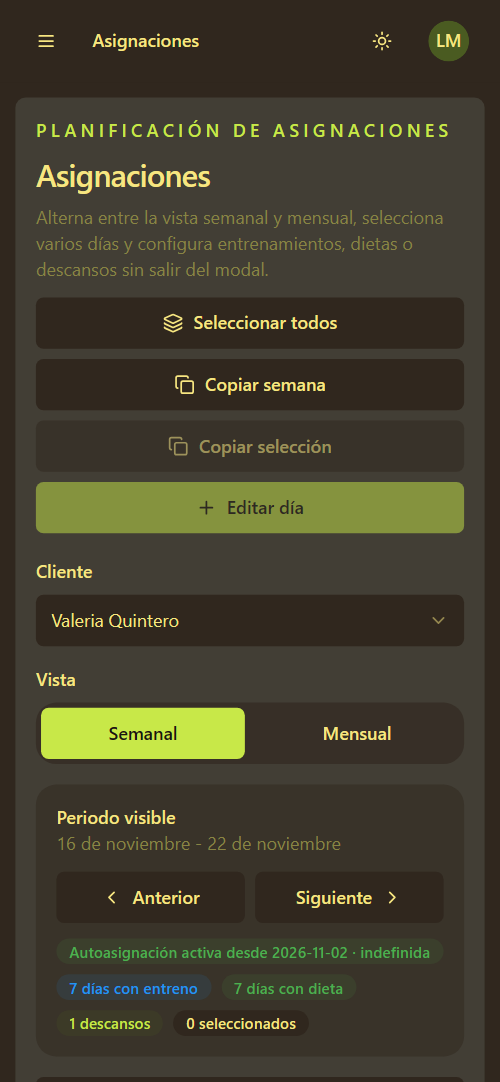 Asignaciones
LM
PLANIFICACIÓN DE ASIGNACIONES
Asignaciones
Alterna entre la vista semanal y mensual, selecciona
varios días y configura entrenamientos, dietas o
descansos sin salir del modal.
Seleccionar todos
Copiar semana
Copiar selección
Editar día
Cliente
Valeria Quintero
Vista
Semanal
Mensual
Periodo visible
16 de noviembre - 22 de noviembre
Anterior
Siguiente
Autoasignación activa desde 2026-11-02 · indefinida
7 días con entreno
7 días con dieta
1 descansos
0 seleccionados